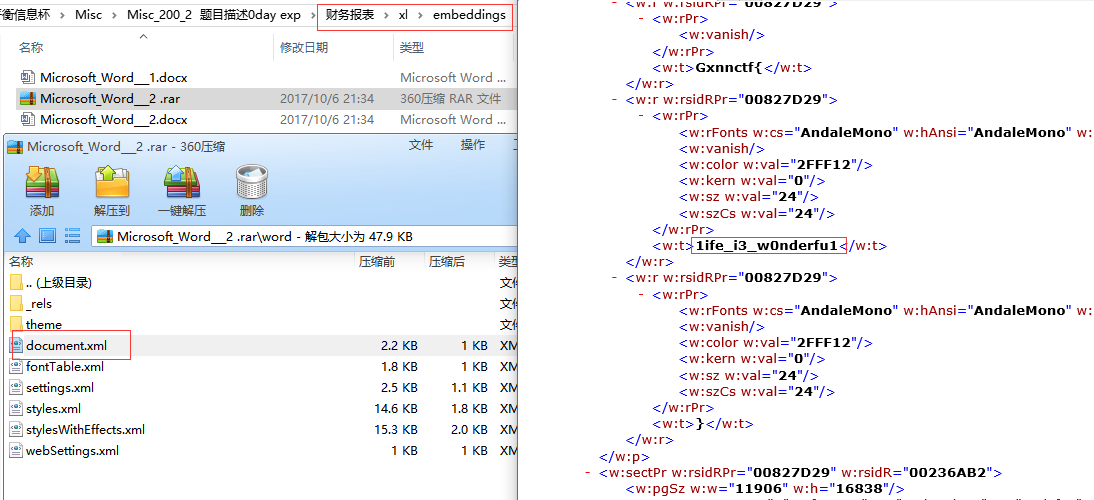 平衡信息杯 › Misc › Misc_200_2 题目描述0day exp › 财务报表 › xl › embeddings
名称 修改日期 类型
Microsoft_Word__1.docx Microsoft Word ...
Microsoft_Word__2 .rar 2017/10/6 21:34 360压缩 RAR 文件
Microsoft_Word__2.docx 2017/10/6 21:34 Microsoft Word ...
Microsoft_Word__2 .rar - 360压缩 文件 操作
添加 解压到 一键解压 删除
Microsoft_Word__2 .rar\word - 解包大小为 47.9 KB
名称 压缩前 压缩后 类型
.. (上级目录) 文件
_rels 文件
theme 文件
document.xml 2.2 KB 1 KB XM
fontTable.xml 1.8 KB 1 KB XM
settings.xml 2.5 KB 1.1 KB XM
styles.xml 14.6 KB 1.8 KB XM
stylesWithEffects.xml 15.3 KB 2.0 KB XM
webSettings.xml 1 KB 1 KB XM
- <w:r w:rsidRPr="00827D29">
- <w:rPr>
<w:vanish/>
</w:rPr>
<w:t>Gxnnctf{</w:t>
</w:r>
- <w:r w:rsidRPr="00827D29">
- <w:rPr>
<w:rFonts w:cs="AndaleMono" w:hAnsi="AndaleMono" w:
<w:vanish/>
<w:color w:val="2FFF12"/>
<w:kern w:val="0"/>
<w:sz w:val="24"/>
<w:szCs w:val="24"/>
</w:rPr>
<w:t>1ife_i3_w0nderfu1</w:t>
</w:r>
- <w:r w:rsidRPr="00827D29">
- <w:rPr>
<w:rFonts w:cs="AndaleMono" w:hAnsi="AndaleMono" w:
<w:vanish/>
<w:color w:val="2FFF12"/>
<w:kern w:val="0"/>
<w:sz w:val="24"/>
<w:szCs w:val="24"/>
</w:rPr>
<w:t>}</w:t>
</w:r>
</w:p>
- <w:sectPr w:rsidRPr="00827D29" w:rsidR="00236AB2">
<w:pgSz w:w="11906" w:h="16838"/>